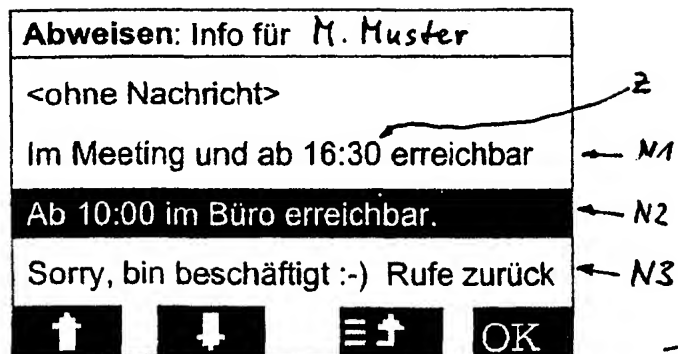 Abweisen: Info für M. Muster
<ohne Nachricht>
Z
Im Meeting und ab 16:30 erreichbar
N1
Ab 10:00 im Büro erreichbar.
N2
Sorry, bin beschäftigt :-) Rufe zurück
N3
OK